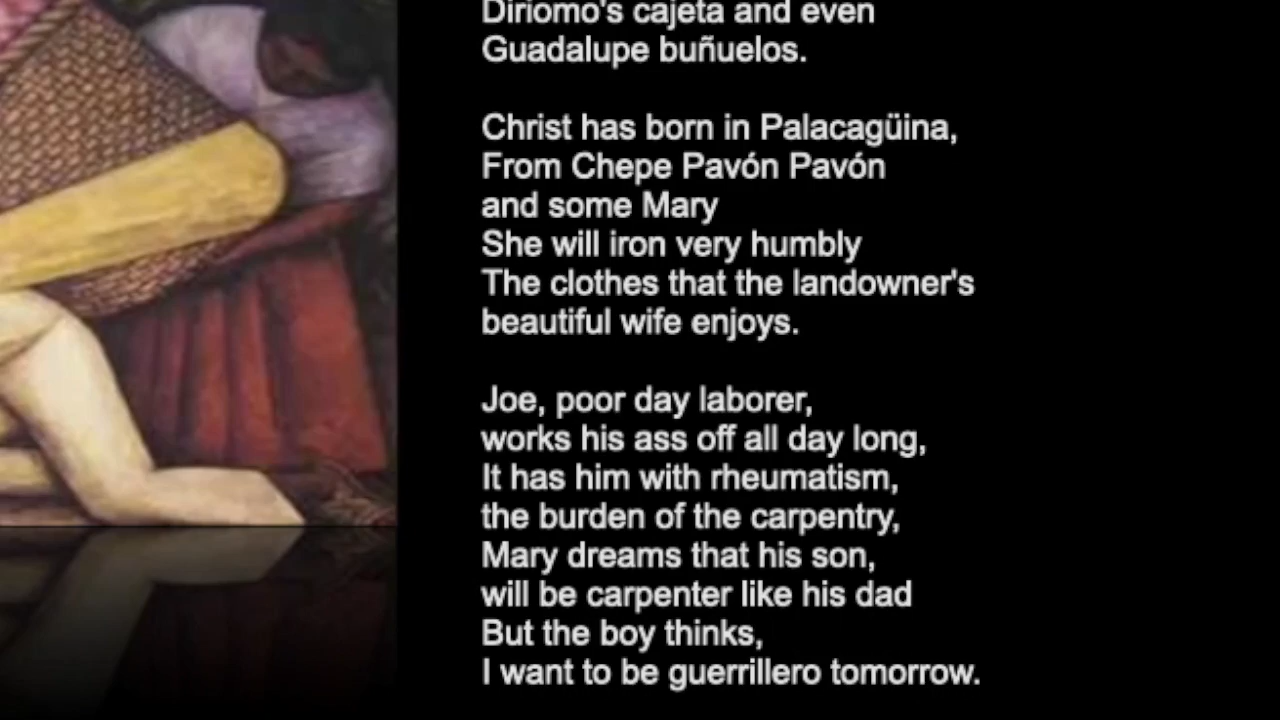 Diriomo's cajeta and even
Guadalupe buñuelos.
Christ has born in Palacagüina,
From Chepe Pavón Pavón
and some Mary
She will iron very humbly
The clothes that the landowner's
beautiful wife enjoys.
Joe, poor day laborer,
works his ass off all day long,
It has him with rheumatism,
the burden of the carpentry,
Mary dreams that his son,
will be carpenter like his dad
But the boy thinks,
I want to be guerrillero tomorrow.